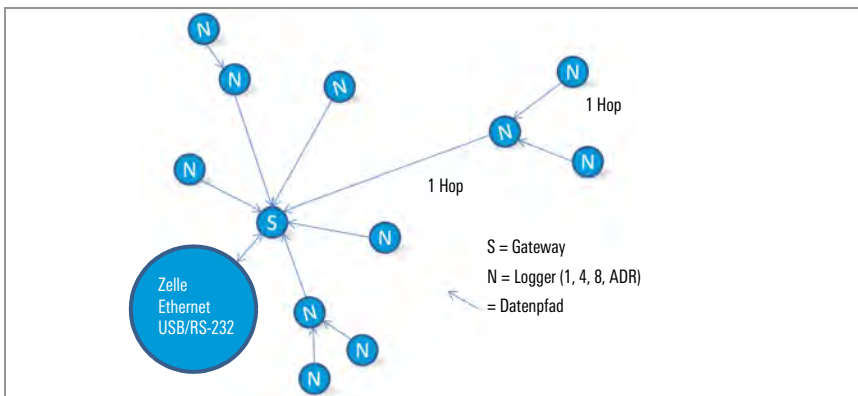 N
N
N
N
1 Hop
N
N
N
1 Hop
S
N
S = Gateway
N = Logger (1, 4, 8, ADR)
= Datenpfad
Zelle
Ethernet
USB/RS-232
N
N
N